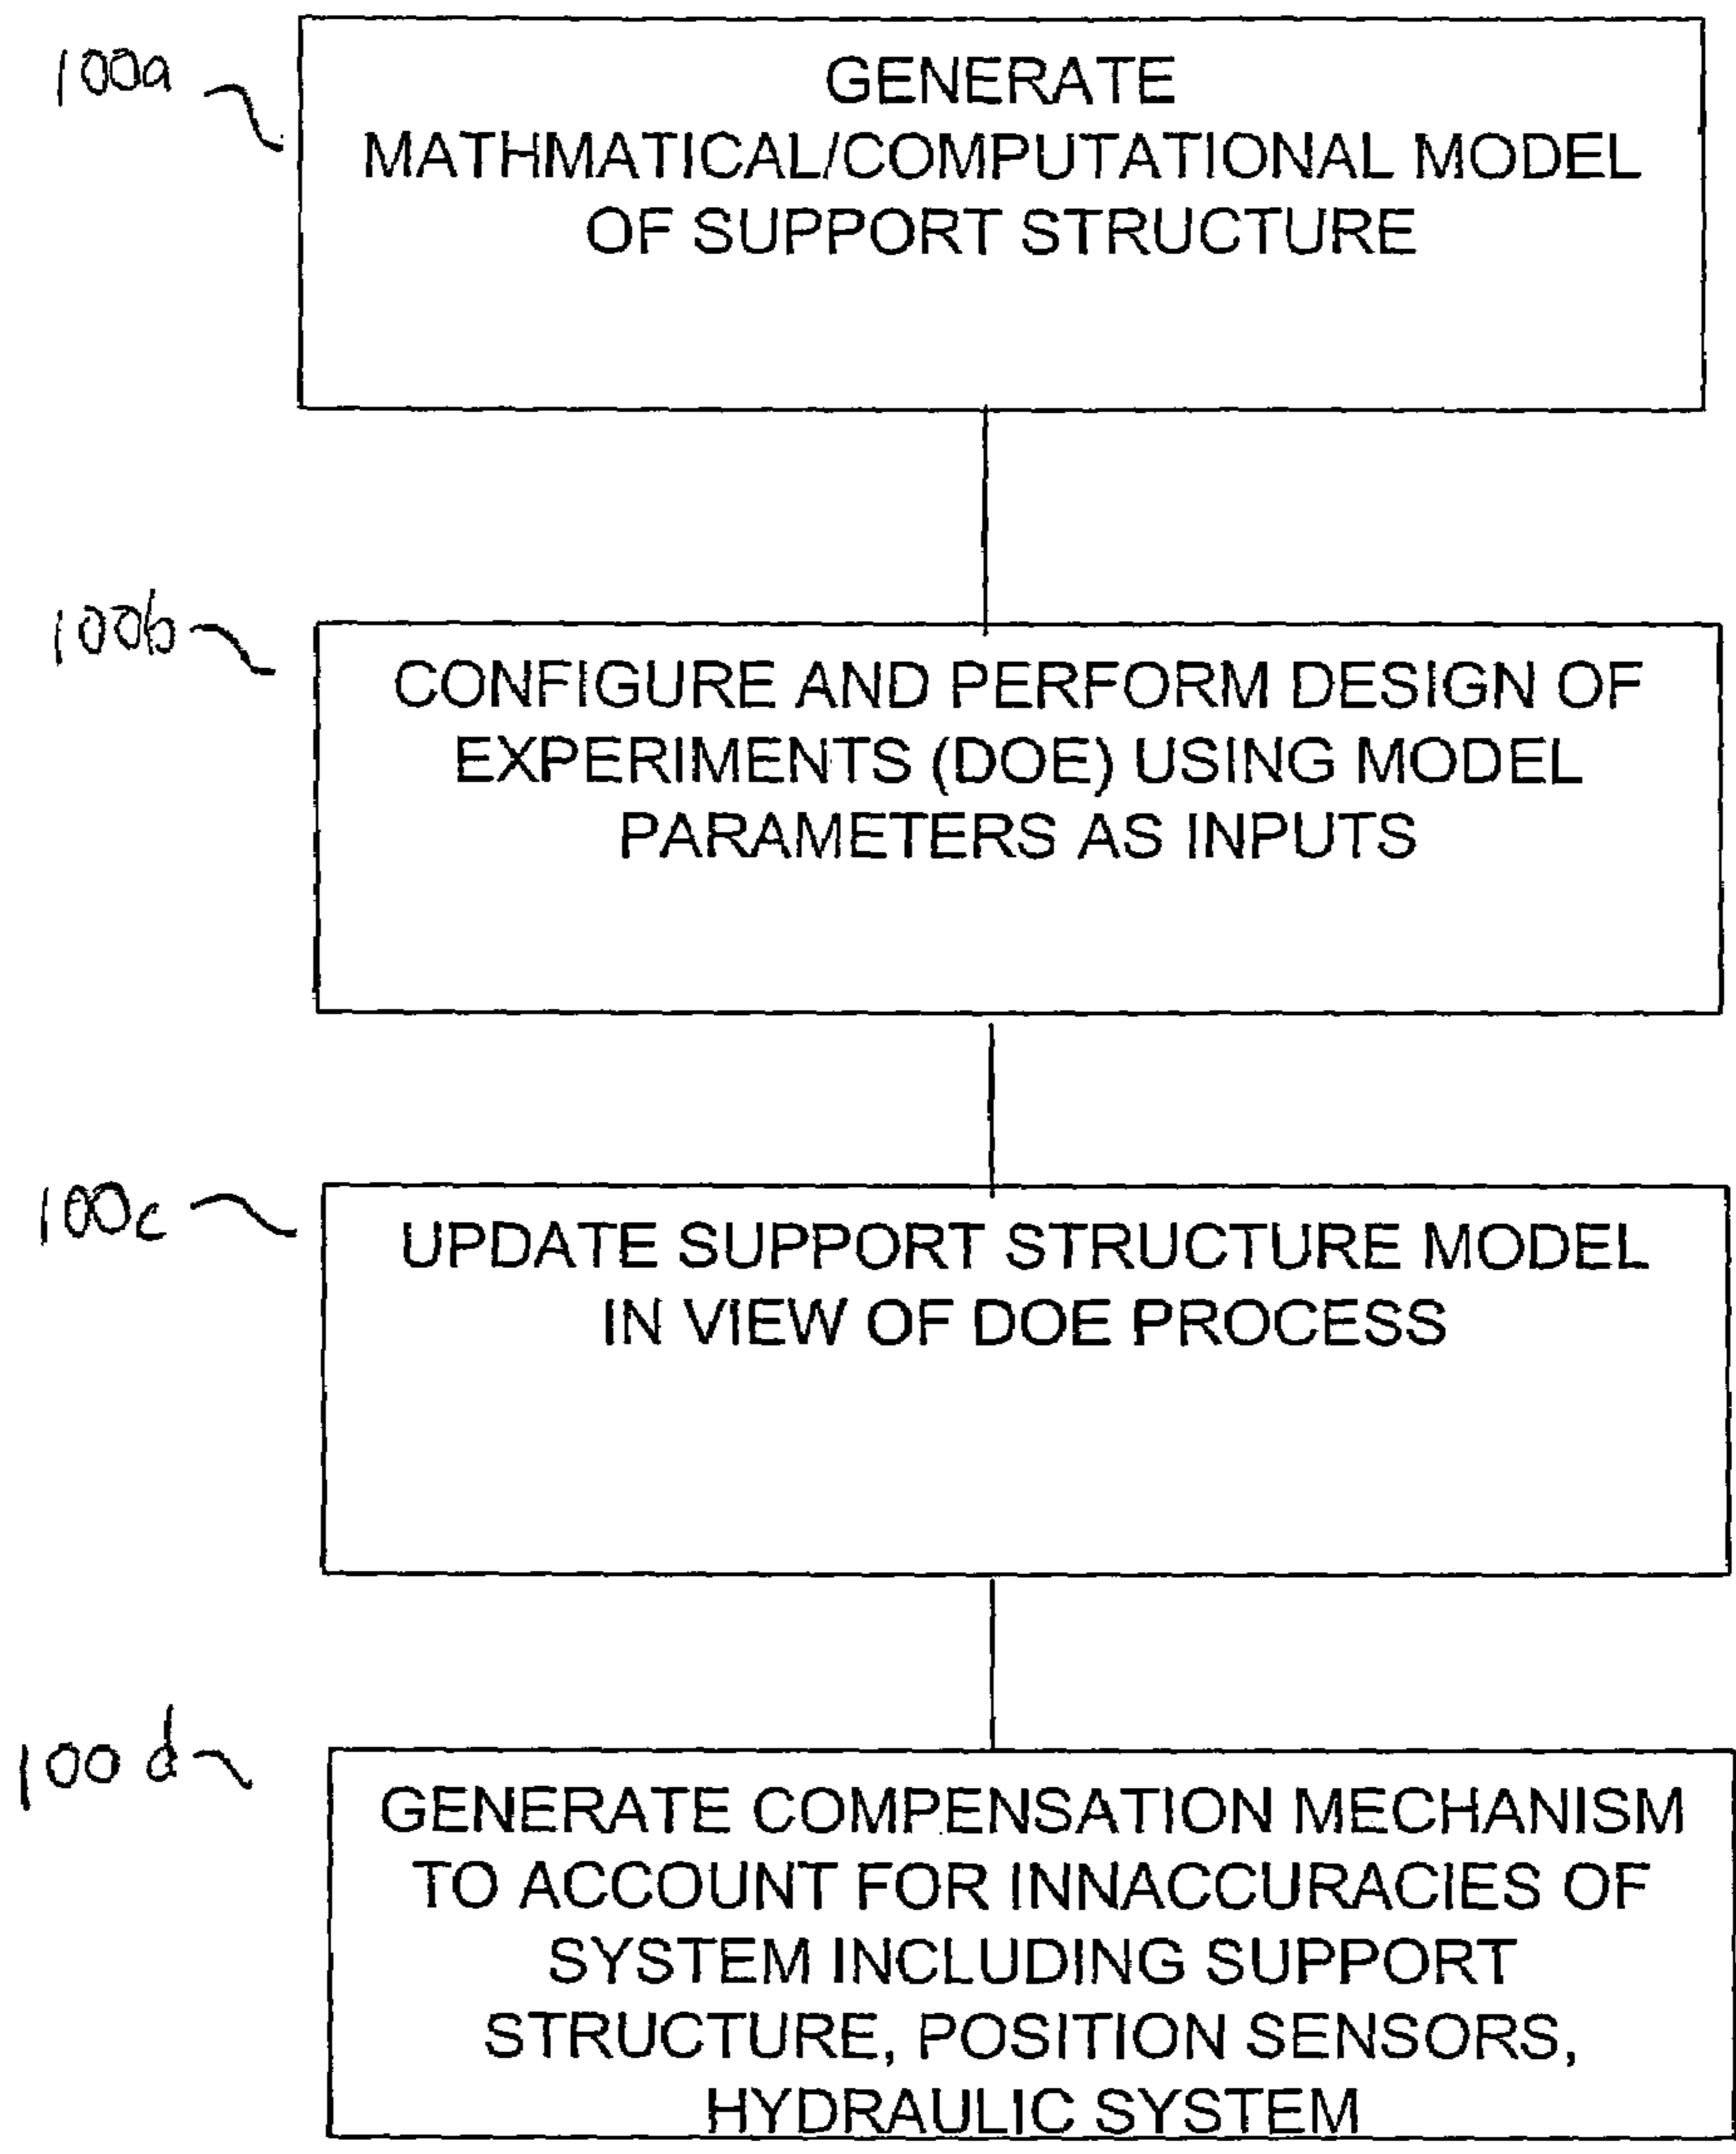 100a
GENERATE
MATHMATICAL/COMPUTATIONAL MODEL
OF SUPPORT STRUCTURE
100b
CONFIGURE AND PERFORM DESIGN OF
EXPERIMENTS (DOE) USING MODEL
PARAMETERS AS INPUTS
100c
UPDATE SUPPORT STRUCTURE MODEL
IN VIEW OF DOE PROCESS
100d
GENERATE COMPENSATION MECHANISM
TO ACCOUNT FOR INNACCURACIES OF
SYSTEM INCLUDING SUPPORT
STRUCTURE, POSITION SENSORS,
HYDRAULIC SYSTEM